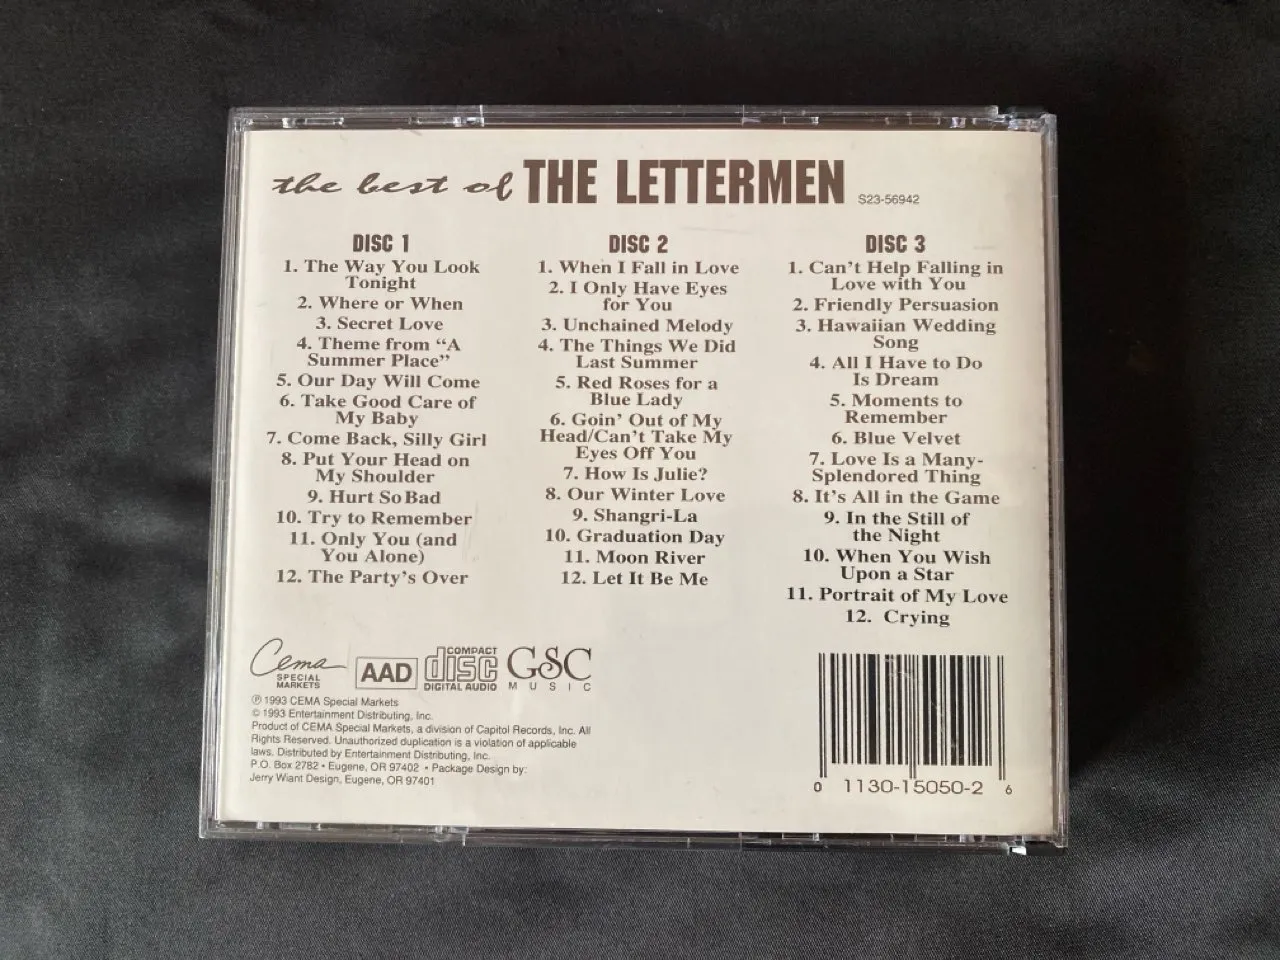 the best of THE LETTERMEN S23-56942
DISC 1
1. The Way You Look
Tonight
2. Where or When
3. Secret Love
4. Theme from “A
Summer Place”
5. Our Day Will Come
6. Take Good Care of
My Baby
7. Come Back, Silly Girl
8. Put Your Head on
My Shoulder
9. Hurt So Bad
10. Try to Remember
11. Only You (and
You Alone)
12. The Party’s Over
DISC 2
1. When I Fall in Love
2. I Only Have Eyes
for You
3. Unchained Melody
4. The Things We Did
Last Summer
5. Red Roses for a
Blue Lady
6. Goin’ Out of My
Head/Can’t Take My
Eyes Off You
7. How Is Julie?
8. Our Winter Love
9. Shangri-La
10. Graduation Day
11. Moon River
12. Let It Be Me
DISC 3
1. Can’t Help Falling in
Love with You
2. Friendly Persuasion
3. Hawaiian Wedding
Song
4. All I Have to Do
Is Dream
5. Moments to
Remember
6. Blue Velvet
7. Love Is a Many-
Splendored Thing
8. It’s All in the Game
9. In the Still of
the Night
10. When You Wish
Upon a Star
11. Portrait of My Love
12. Crying
Cema
SPECIAL
MARKETS
AAD
COMPACT
disc
DIGITAL AUDIO
GSC
MUSIC
℗ 1993 CEMA Special Markets
© 1993 Entertainment Distributing, Inc.
Product of CEMA Special Markets, a division of Capitol Records, Inc. All
Rights Reserved. Unauthorized duplication is a violation of applicable
laws. Distributed by Entertainment Distributing, Inc.
P.O. Box 2782 • Eugene, OR 97402 • Package Design by:
Jerry Wiant Design, Eugene, OR 97401
0 1130-15050-2 6